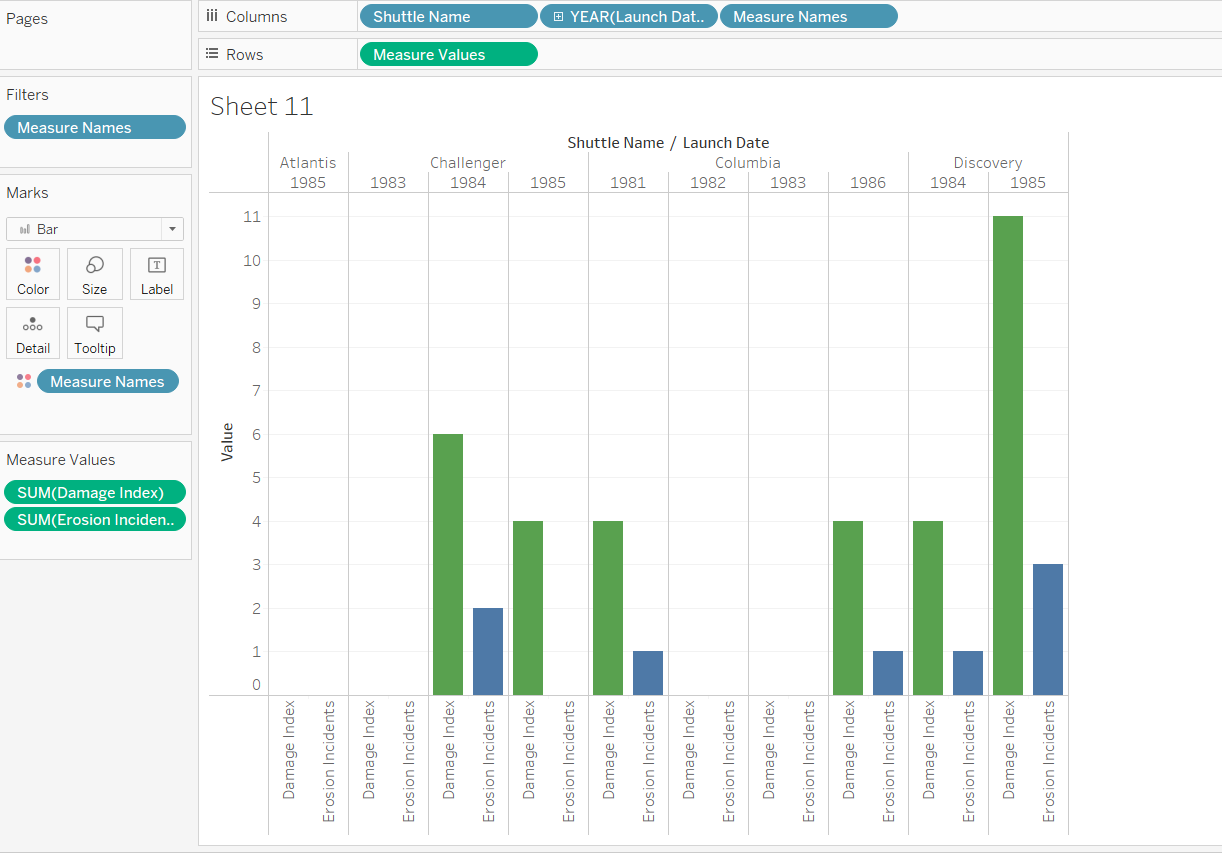 Pages
Columns
Shuttle Name
YEAR(Launch Dat..
Measure Names
Rows
Measure Values
Filters
Measure Names
Marks
Bar
Color
Size
Label
T
Detail
Tooltip
Measure Names
Measure Values
SUM(Damage Index)
SUM(Erosion Inciden..
Sheet 11
Shuttle Name / Launch Date
Atlantis Challenger Columbia Discovery
1985 1983 1984 1985 1981 1982 1983 1986 1984 1985
Value
11
10
9
8
7
6
5
4
3
2
1
0
Damage Index
Erosion Incidents
Damage Index
Erosion Incidents
Damage Index
Erosion Incidents
Damage Index
Erosion Incidents
Damage Index
Erosion Incidents
Damage Index
Erosion Incidents
Damage Index
Erosion Incidents
Damage Index
Erosion Incidents
Damage Index
Erosion Incidents
Damage Index
Erosion Incidents